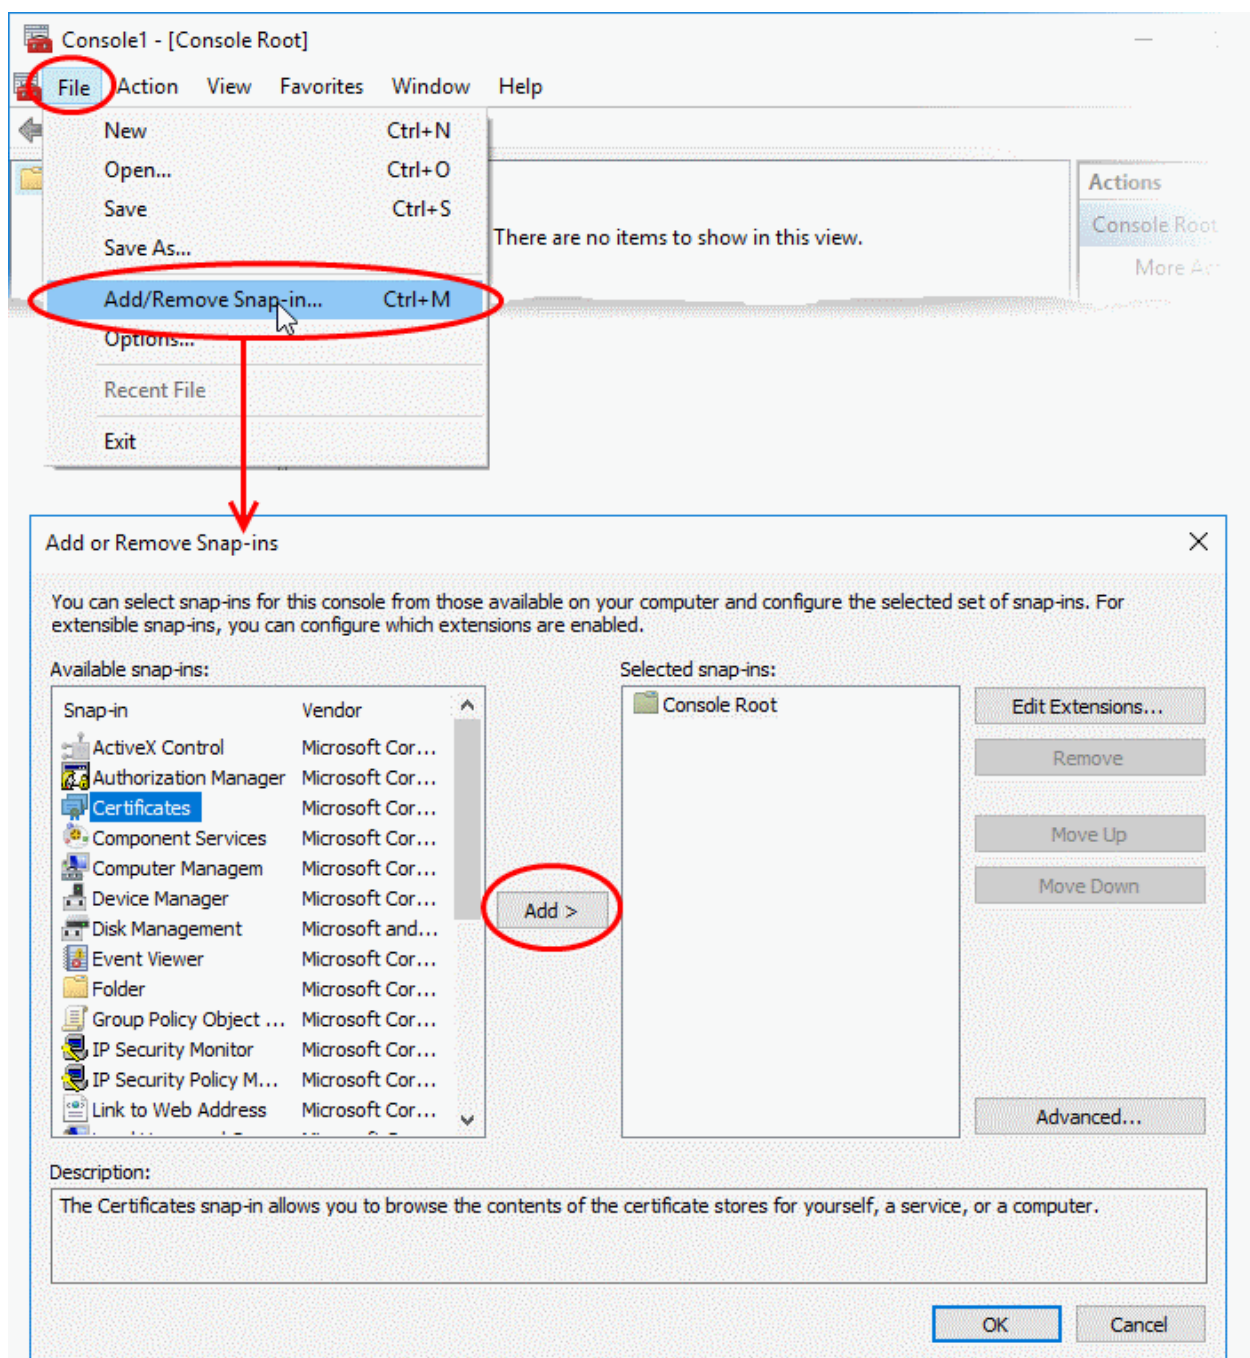 Console1 - [Console Root]
File Action View Favorites Window Help
New Ctrl+N
Open... Ctrl+O
Save Ctrl+S
Save As...
Add/Remove Snap-in... Ctrl+M
Options...
Recent File
Exit
There are no items to show in this view.
Actions
Console Root
More
Add or Remove Snap-ins
You can select snap-ins for this console from those available on your computer and configure the selected set of snap-ins. For
extensible snap-ins, you can configure which extensions are enabled.
Available snap-ins:
Snap-in Vendor
ActiveX Control Microsoft Cor...
Authorization Manager Microsoft Cor...
Certificates Microsoft Cor...
Component Services Microsoft Cor...
Computer Managem Microsoft Cor...
Device Manager Microsoft Cor...
Disk Management Microsoft and...
Event Viewer Microsoft Cor...
Folder Microsoft Cor...
Group Policy Object ... Microsoft Cor...
IP Security Monitor Microsoft Cor...
IP Security Policy M... Microsoft Cor...
Link to Web Address Microsoft Cor...
Add >
Selected snap-ins:
Console Root
Edit Extensions...
Remove
Move Up
Move Down
Advanced...
Description:
The Certificates snap-in allows you to browse the contents of the certificate stores for yourself, a service, or a computer.
OK Cancel